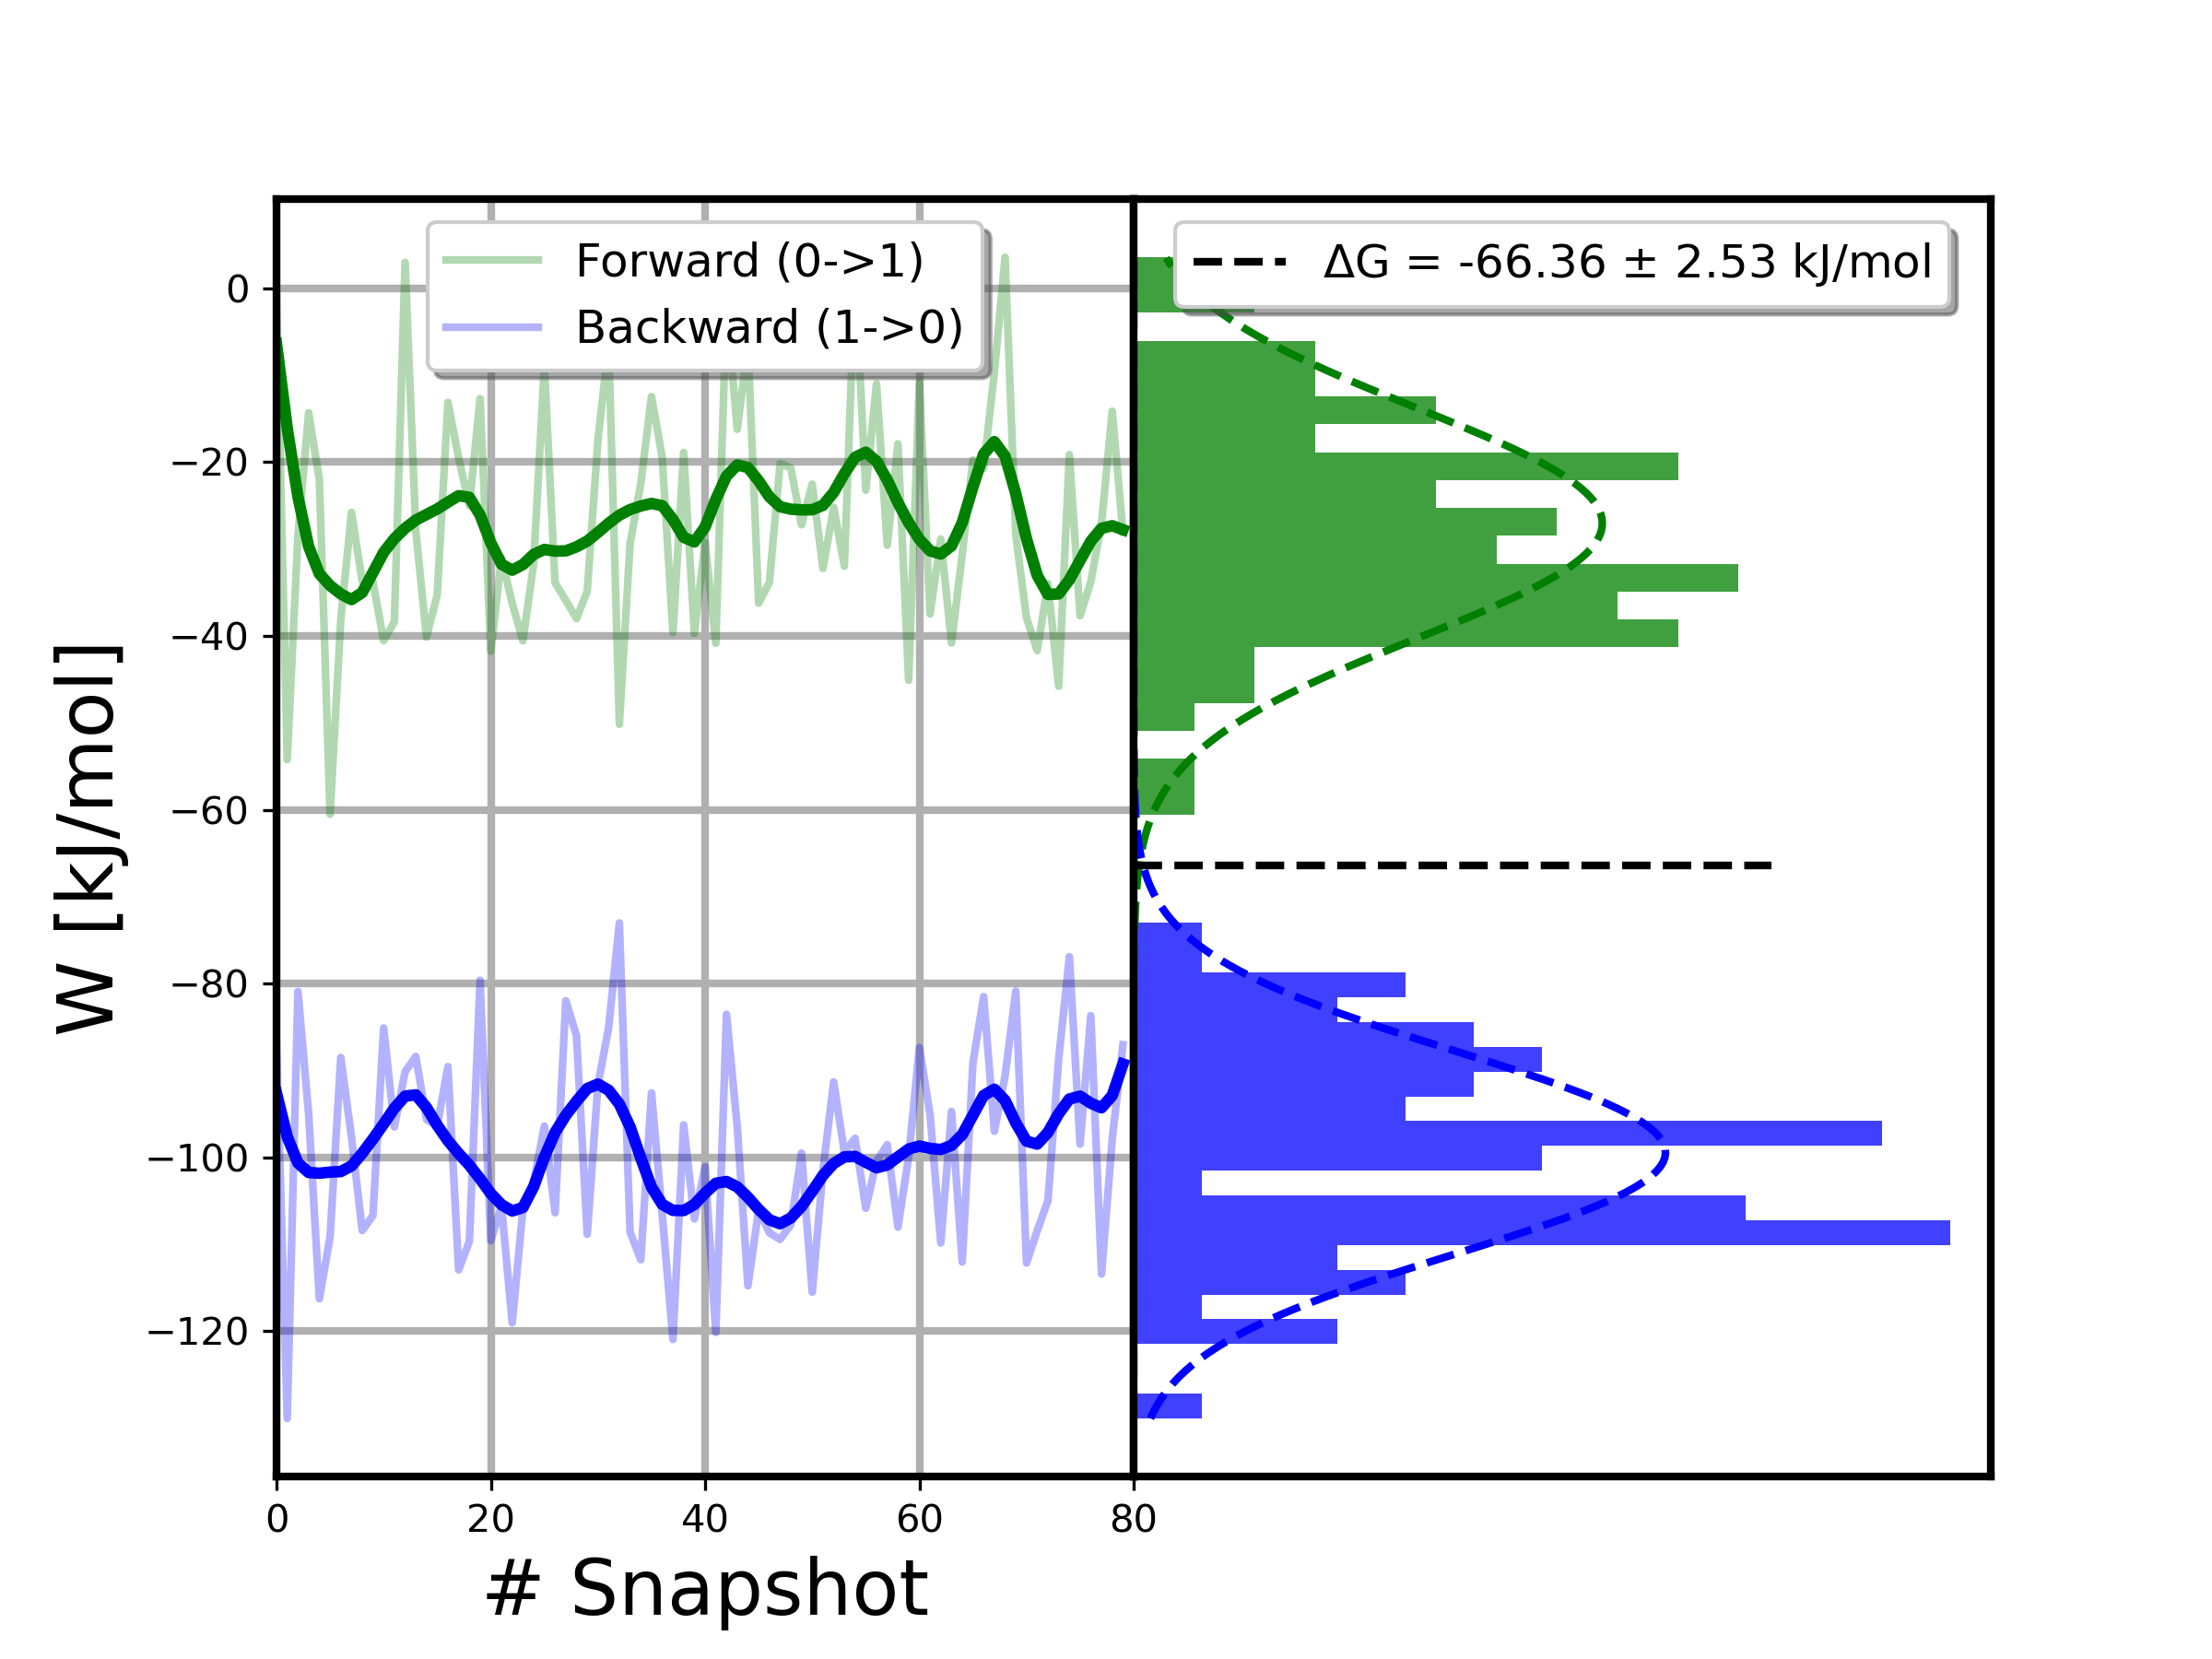 Forward (0->1)
Backward (1->0)
ΔG = -66.36 ± 2.53 kJ/mol
W [kJ/mol]
0
−20
−40
−60
−80
−100
−120
0 20 40 60 80
# Snapshot